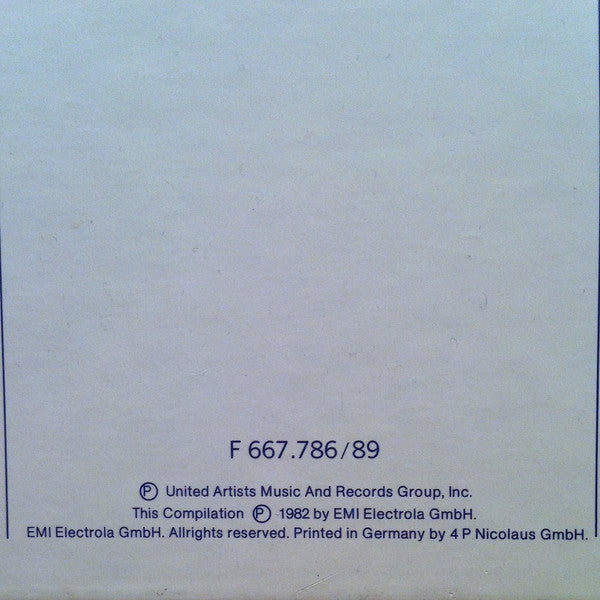 F 667.786/89
Ⓟ United Artists Music And Records Group, Inc.
This Compilation Ⓟ 1982 by EMI Electrola GmbH.
EMI Electrola GmbH. Allrights reserved. Printed in Germany by 4 P Nicolaus GmbH.